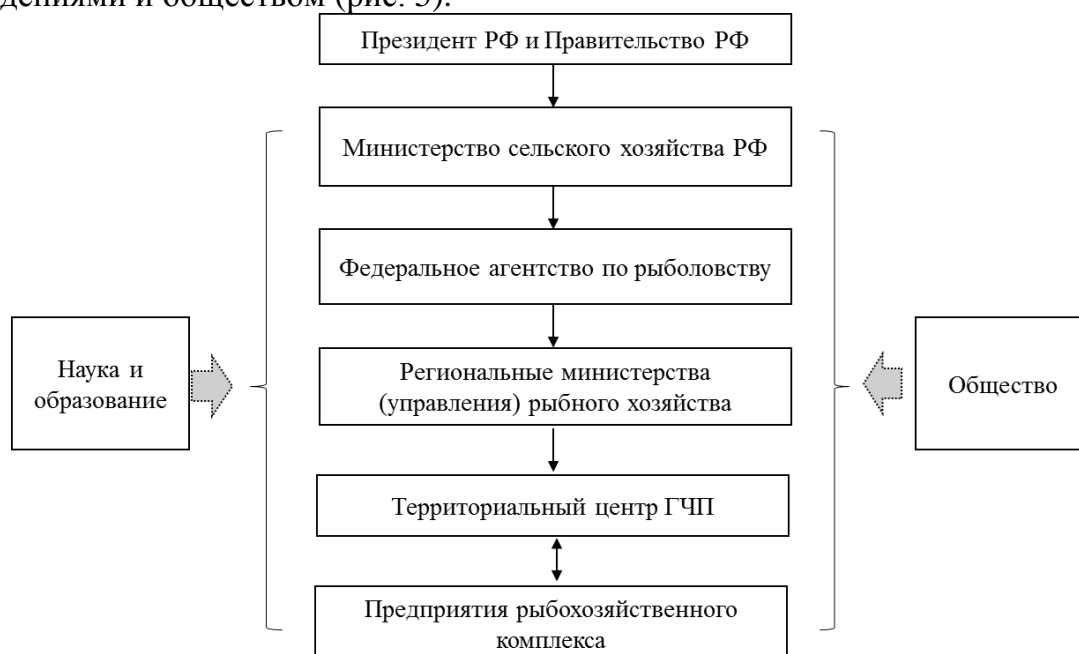 дениями и обществом (рис. 3).
Президент РФ и Правительство РФ
Министерство сельского хозяйства РФ
Федеральное агентство по рыболовству
Наука и
образование
Региональные министерства
(управления) рыбного хозяйства
Общество
Территориальный центр ГЧП
Предприятия рыбохозяйственного
комплекса